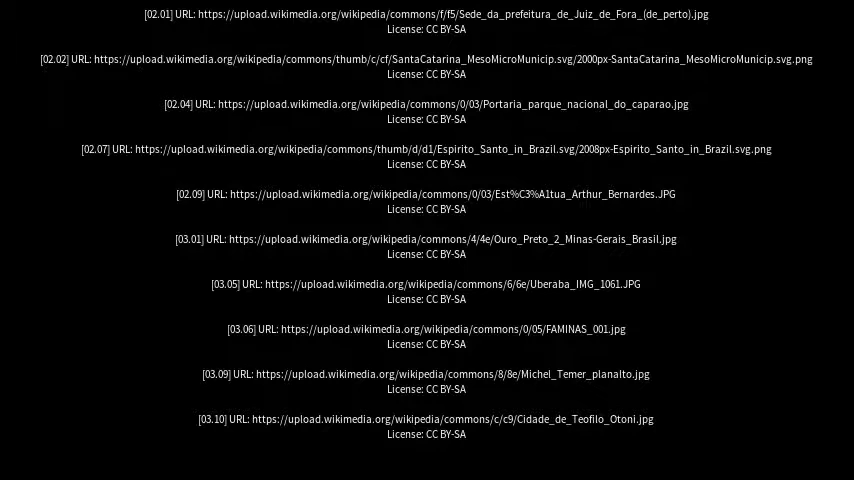 [02.01] URL: https://upload.wikimedia.org/wikipedia/commons/f/f5/Sede_da_prefeitura_de_Juiz_de_Fora_(de_perto).jpg
License: CC BY-SA
[02.02] URL: https://upload.wikimedia.org/wikipedia/commons/thumb/c/cf/SantaCatarina_MesoMicroMunicip.svg/2000px-SantaCatarina_MesoMicroMunicip.svg.png
License: CC BY-SA
[02.04] URL: https://upload.wikimedia.org/wikipedia/commons/0/03/Portaria_parque_nacional_do_caparao.jpg
License: CC BY-SA
[02.07] URL: https://upload.wikimedia.org/wikipedia/commons/thumb/d/d1/Espirito_Santo_in_Brazil.svg/2008px-Espirito_Santo_in_Brazil.svg.png
License: CC BY-SA
[02.09] URL: https://upload.wikimedia.org/wikipedia/commons/0/03/Est%C3%A1tua_Arthur_Bernardes.JPG
License: CC BY-SA
[03.01] URL: https://upload.wikimedia.org/wikipedia/commons/4/4e/Ouro_Preto_2_Minas-Gerais_Brasil.jpg
License: CC BY-SA
[03.05] URL: https://upload.wikimedia.org/wikipedia/commons/6/6e/Uberaba_IMG_1061.JPG
License: CC BY-SA
[03.06] URL: https://upload.wikimedia.org/wikipedia/commons/0/05/FAMINAS_001.jpg
License: CC BY-SA
[03.09] URL: https://upload.wikimedia.org/wikipedia/commons/8/8e/Michel_Temer_planalto.jpg
License: CC BY-SA
[03.10] URL: https://upload.wikimedia.org/wikipedia/commons/c/c9/Cidade_de_Teofilo_Otoni.jpg
License: CC BY-SA